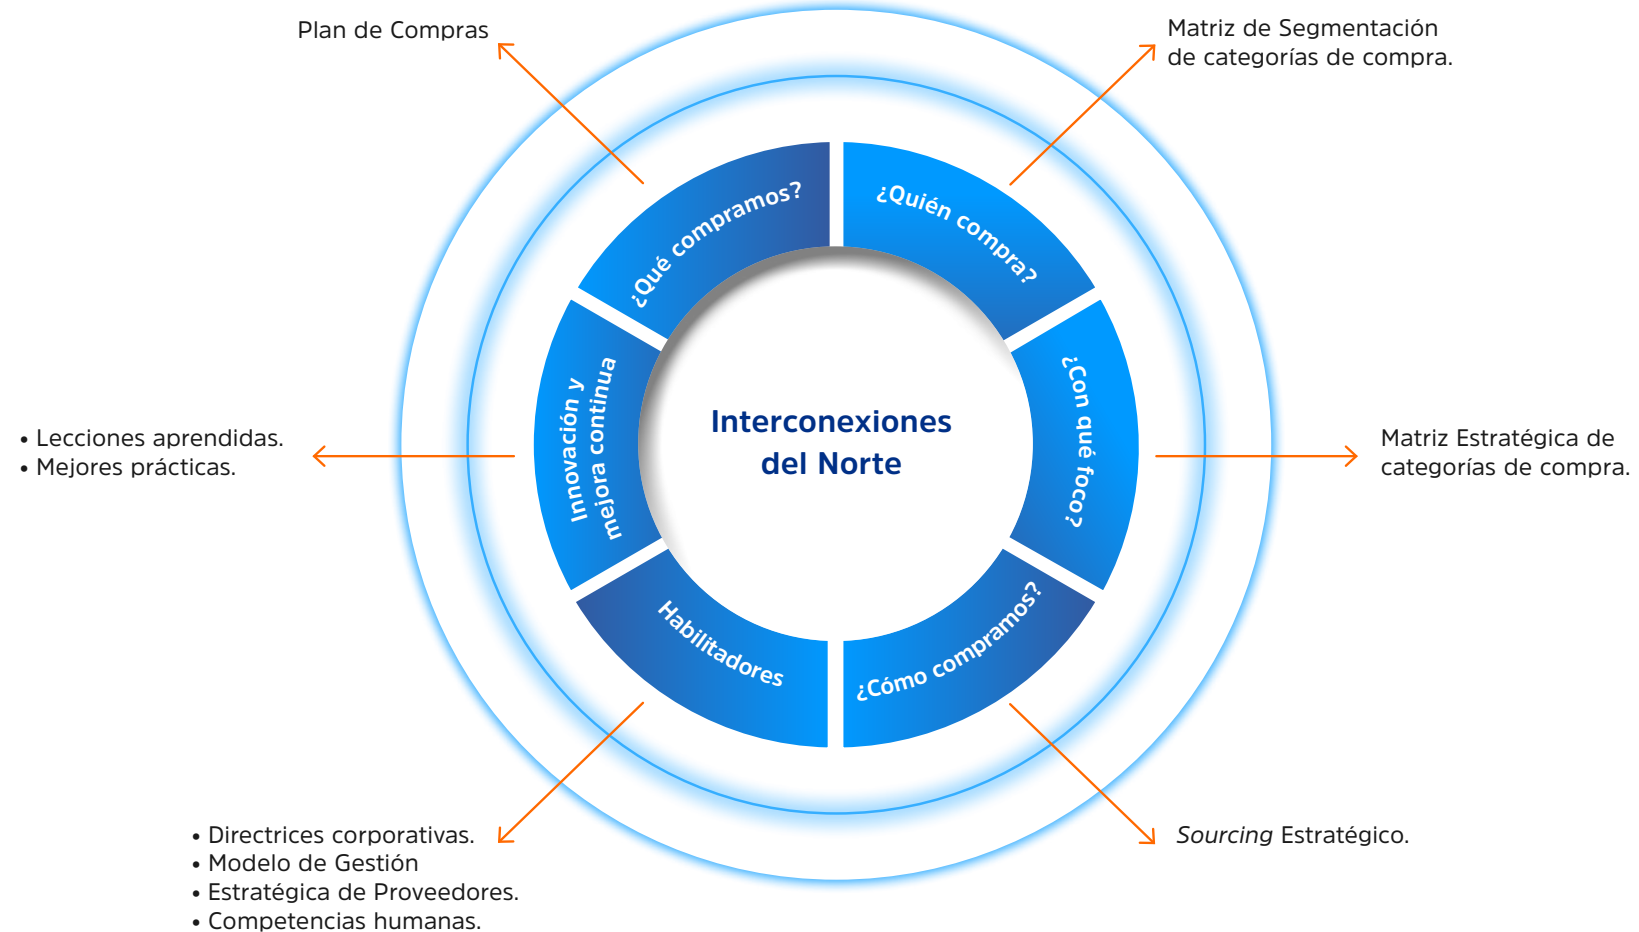 Plan de Compras
Matriz de Segmentación
de categorías de compra.
¿Qué compramos?
¿Quién compra?
Innovación y
mejora continua
¿Con qué foco?
Interconexiones
del Norte
• Lecciones aprendidas.
• Mejores prácticas.
Matriz Estratégica de
categorías de compra.
Habilitadores
¿Cómo compramos?
• Directrices corporativas.
• Modelo de Gestión
• Estratégica de Proveedores.
• Competencias humanas.
Sourcing Estratégico.